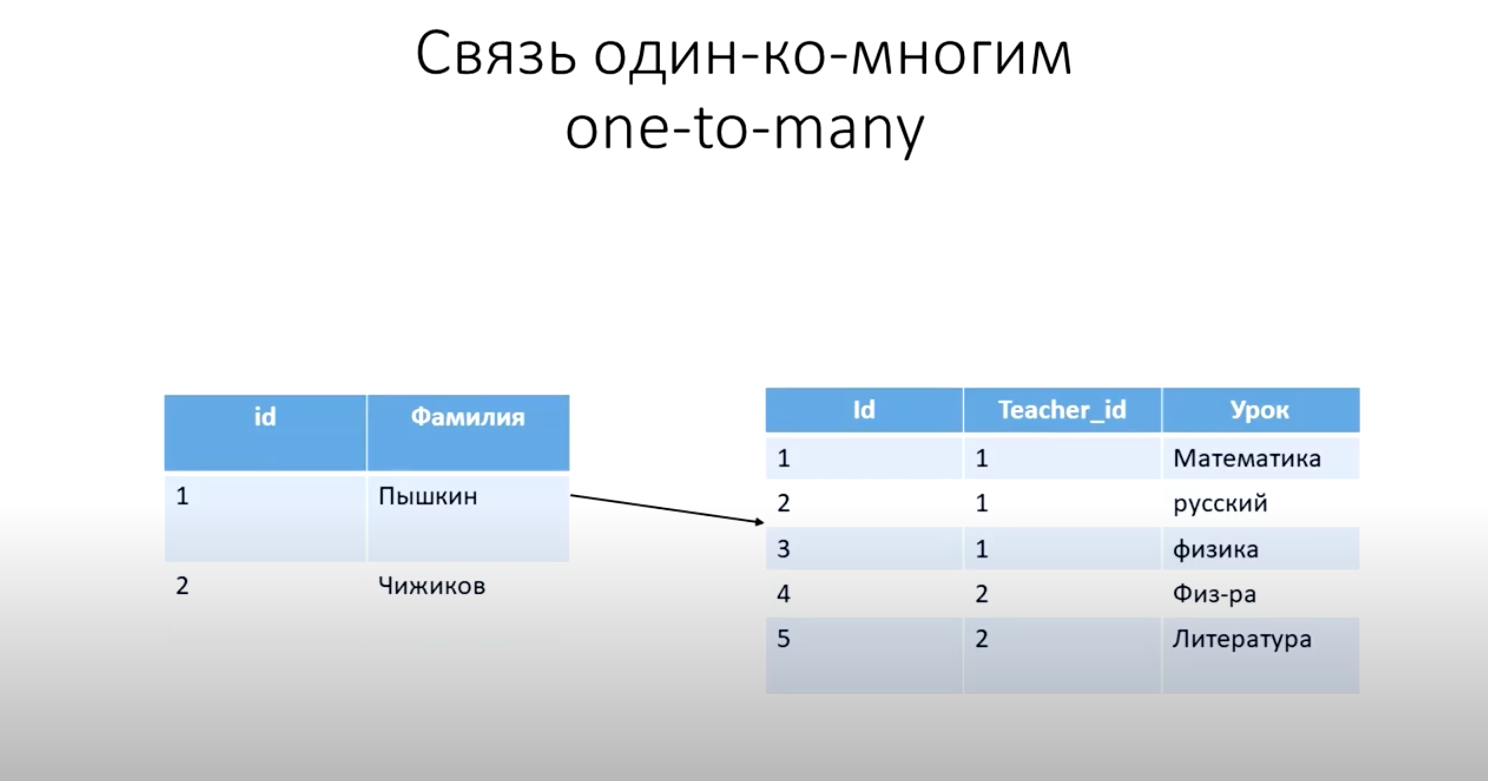 Связь один-ко-многим
one-to-many
id Фамилия
1 Пышкин
2 Чижиков
Id Teacher_id Урок
1 1 Математика
2 1 русский
3 1 физика
4 2 Физ-ра
5 2 Литература